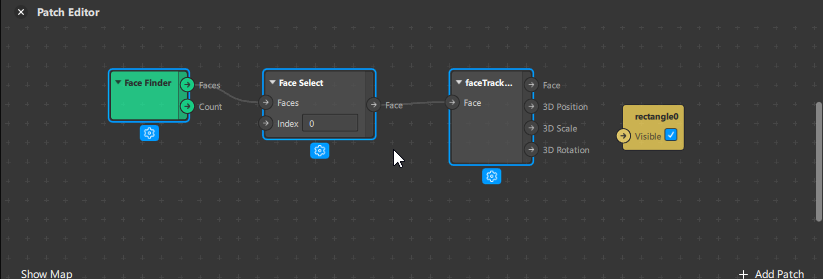 Patch Editor
Face Finder
Faces
Count
Face Select
Faces
Index 0
Face
faceTrack...
Face
Face
3D Position
3D Scale
3D Rotation
rectangle0
Visible
Show Map
+ Add Patch